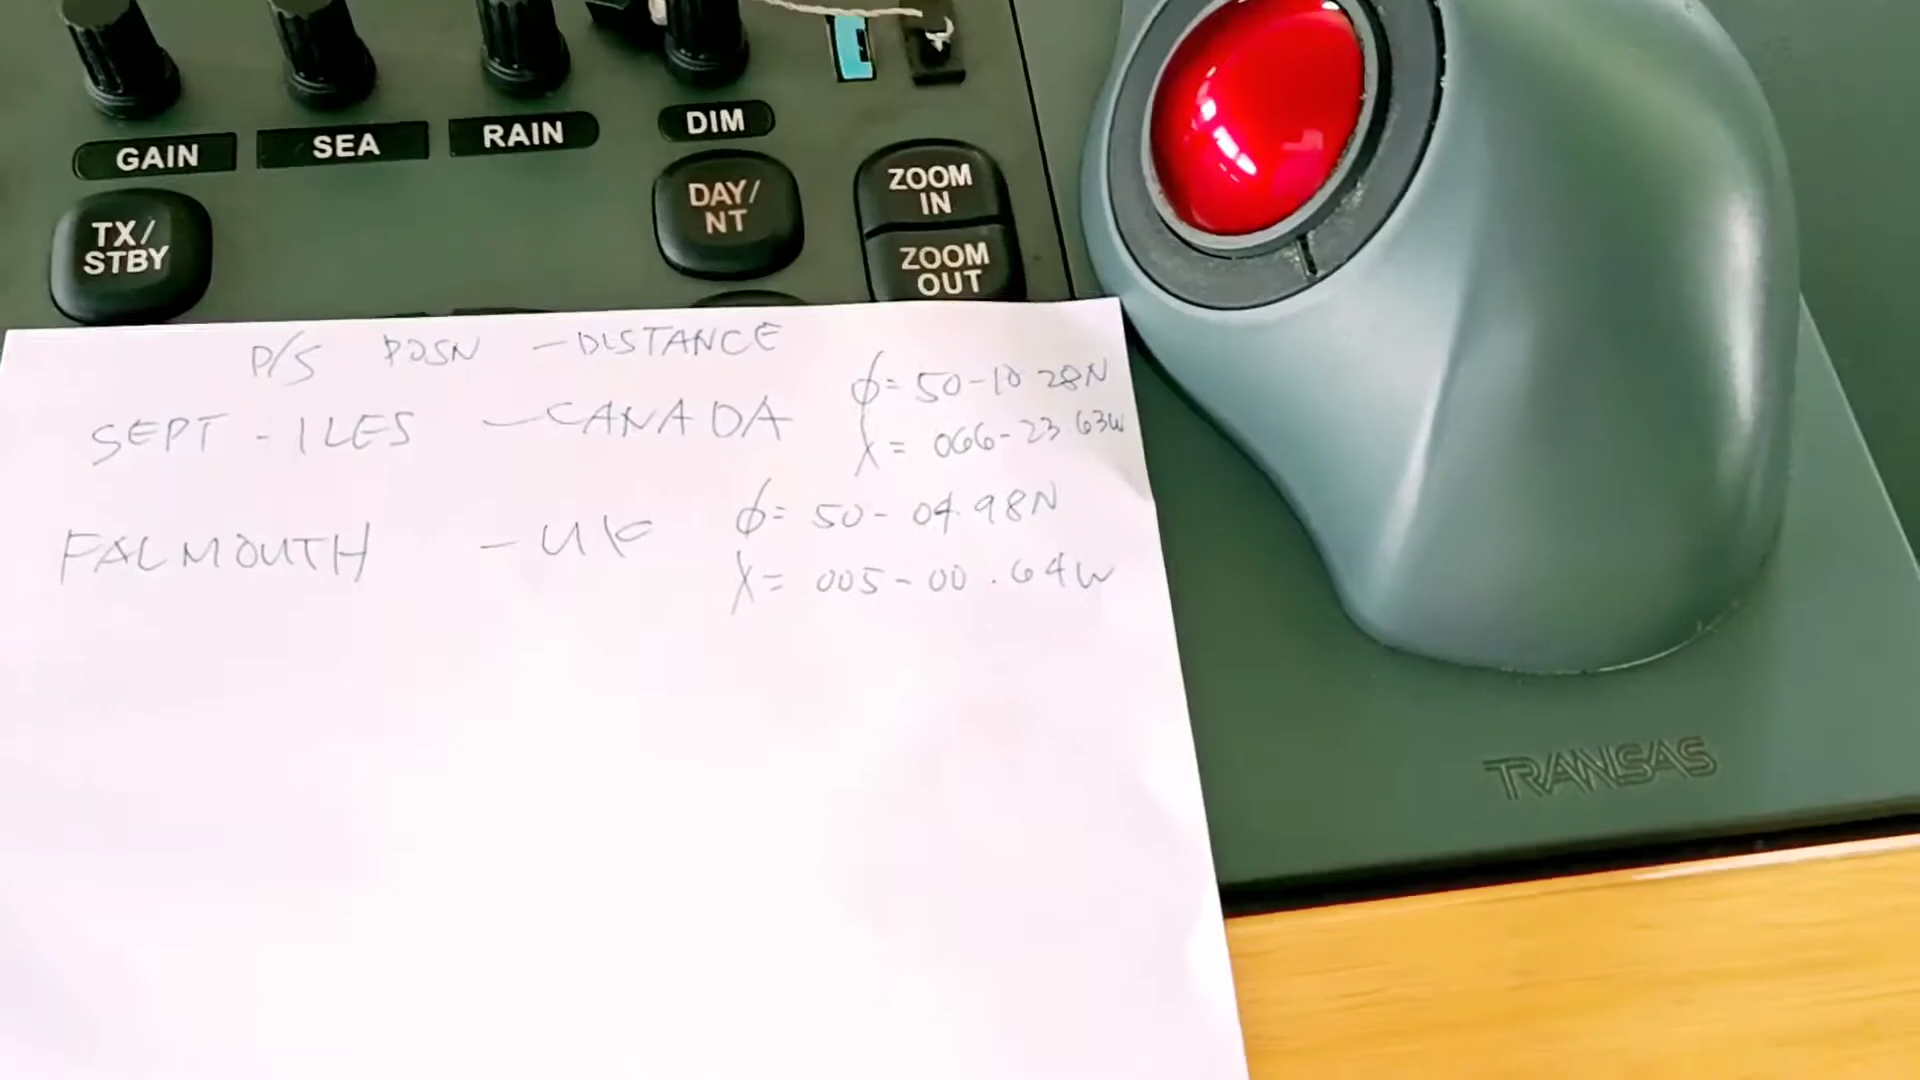 E
GAIN SEA RAIN DIM
TX/
STBY
DAY/
NT
ZOOM
IN
ZOOM
OUT
P/S POSN - DISTANCE
SEPT - ILES - CANADA
ϕ= 50-10.28N
λ= 066-23.63W
FALMOUTH - UK
ϕ= 50-04.98N
λ= 005-00.64W
TRANSAS